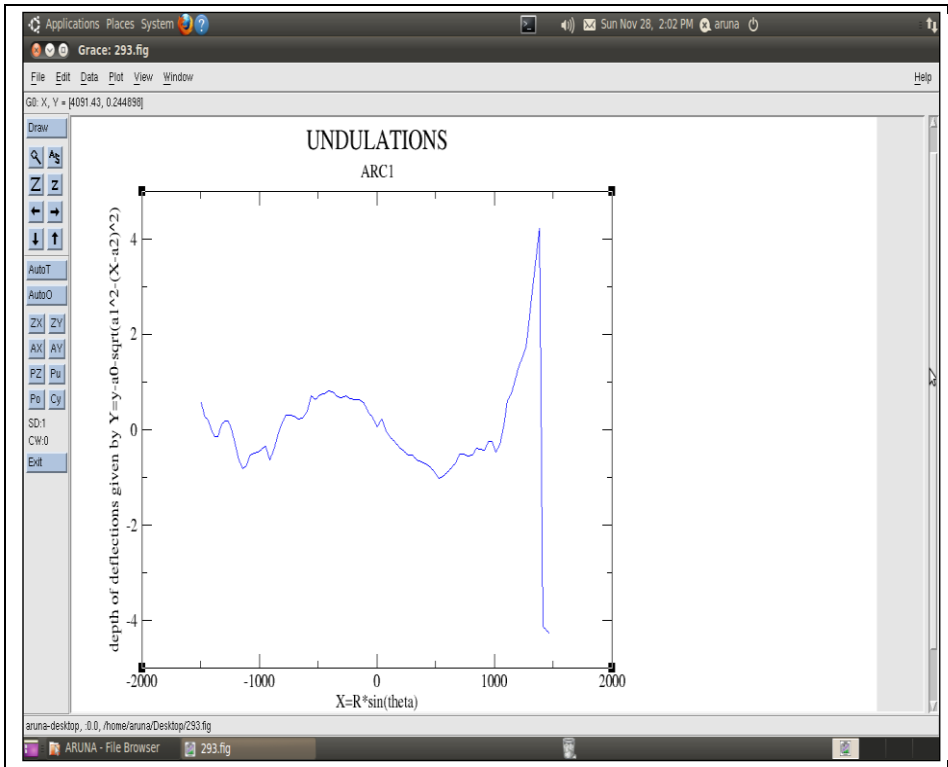 Applications Places System ? Sun Nov 28, 2:02 PM aruna
Grace: 293.fig
File Edit Data Plot View Window Help
G0: X, Y = [4091.43, 0.244898]
Draw
AS
Z z
AutoT
AutoO
ZX ZY
AX AY
PZ Pu
Po Cy
SD:1
CW:0
Exit
UNDULATIONS
ARC1
depth of deflections given by Y=y-a0-sqrt(a1^2-(X-a2)^2)
4
2
0
-2
-4
-2000 -1000 0 1000 2000
X=R*sin(theta)
aruna-desktop, :0.0, /home/aruna/Desktop/293.fig
ARUNA - File Browser 293.fig